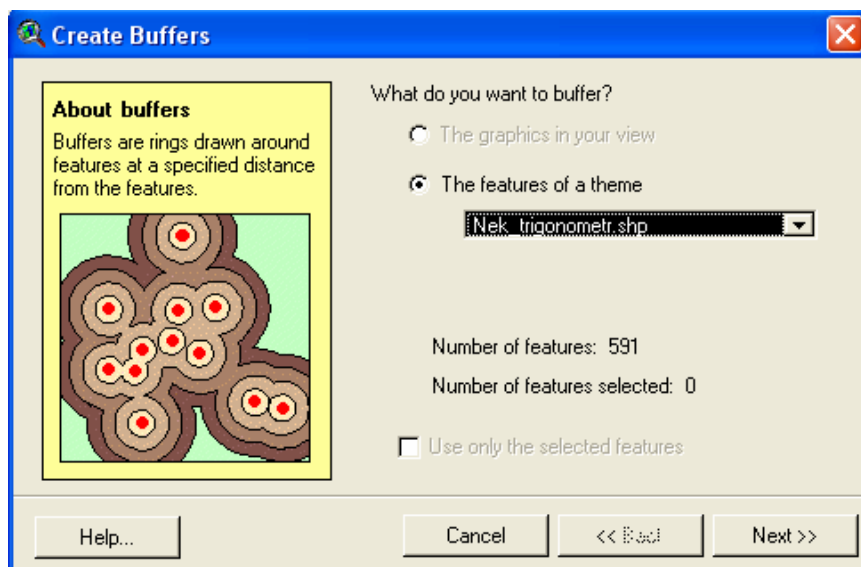 Create Buffers
About buffers
Buffers are rings drawn around
features at a specified distance
from the features.
What do you want to buffer?
The graphics in your view
The features of a theme
Nek_trigonometr.shp
Number of features: 591
Number of features selected: 0
Use only the selected features
Help...
Cancel
<< Back
Next >>